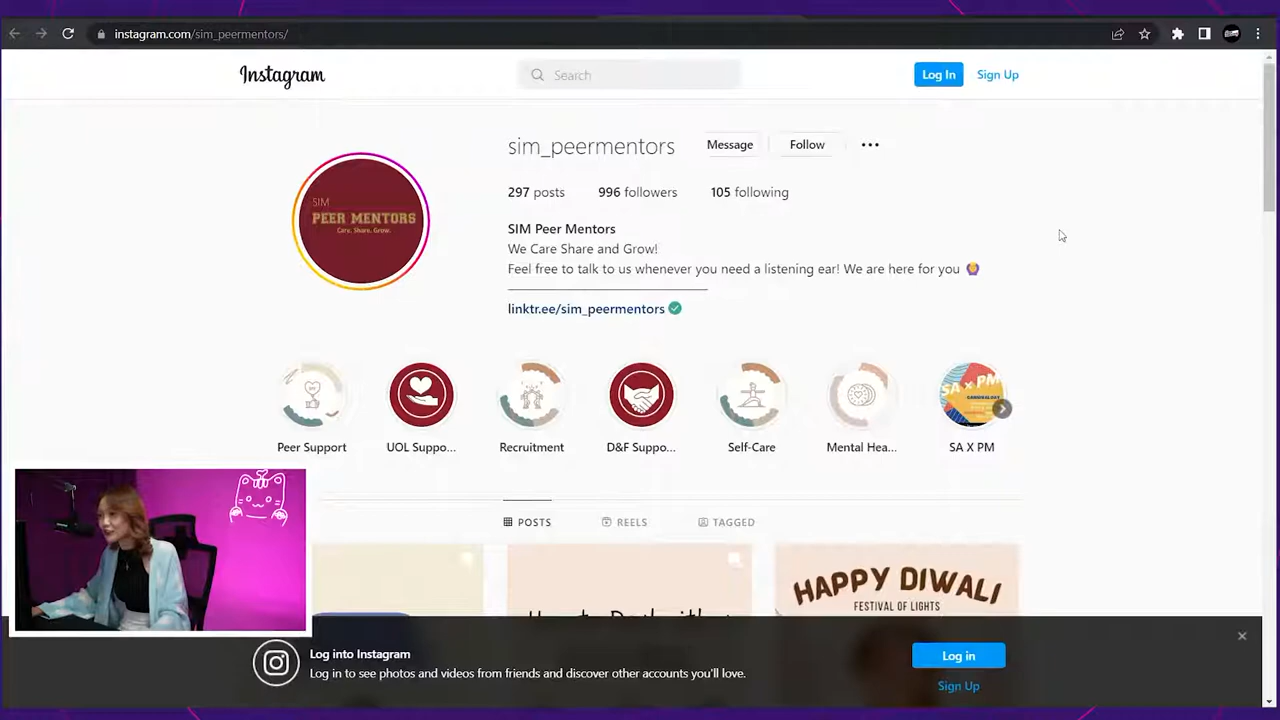 instagram.com/sim_peermentors/
Instagram
Search
Log In
Sign Up
sim_peermentors
Message
Follow
297 posts
996 followers
105 following
SIM
PEER MENTORS
Care. Share. Grow.
SIM Peer Mentors
We Care Share and Grow!
Feel free to talk to us whenever you need a listening ear! We are here for you
linktr.ee/sim_peermentors
SA X PM
Peer Support
UOL Suppo...
Recruitment
D&F Suppo...
Self-Care
Mental Hea...
SA X PM
POSTS
REELS
TAGGED
HAPPY DIWALI
FESTIVAL OF LIGHTS
Log into Instagram
Log in to see photos and videos from friends and discover other accounts you'll love.
Log in
Sign Up